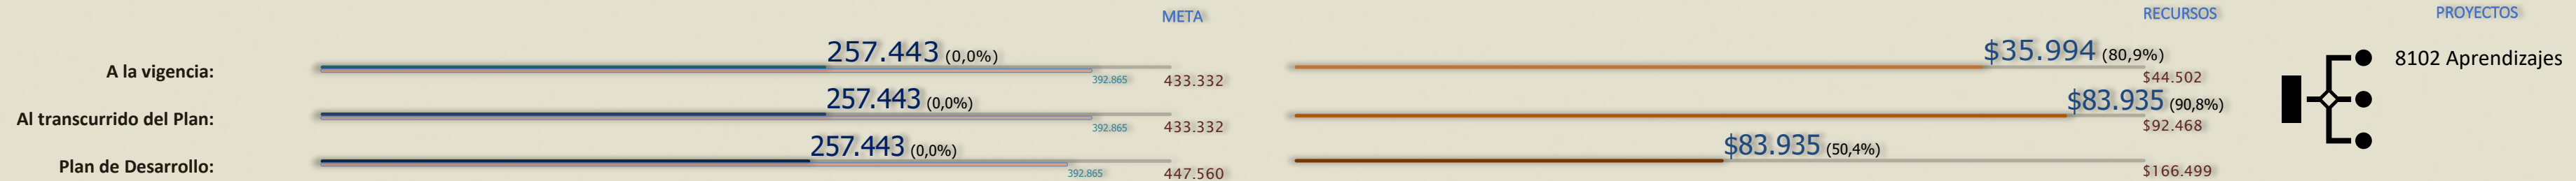 META RECURSOS PROYECTOS
A la vigencia: 257.443 (0,0%) 392.865 433.332 $35.994 (80,9%) $44.502 8102 Aprendizajes
Al transcurrido del Plan: 257.443 (0,0%) 392.865 433.332 $83.935 (90,8%) $92.468
Plan de Desarrollo: 257.443 (0,0%) 392.865 447.560 $83.935 (50,4%) $166.499